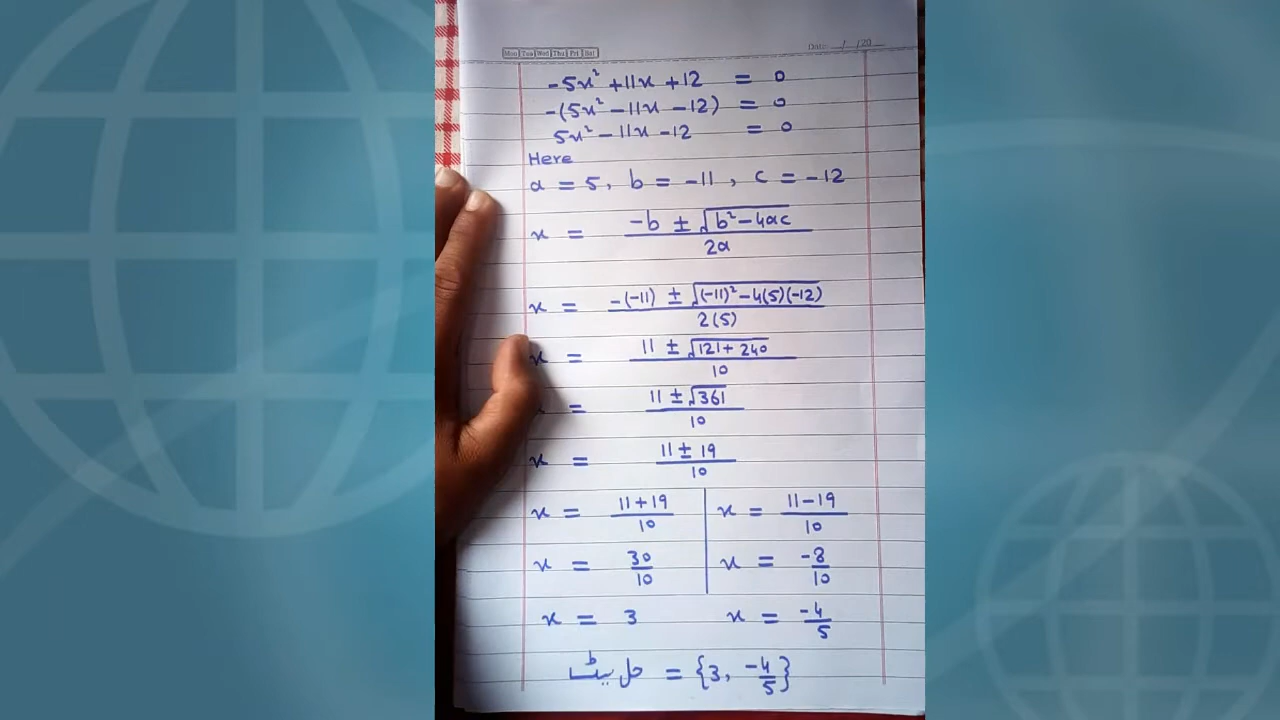 Mon Tue Wed Thu Fri Sat
Date __/__/20__
-5x² + 11x + 12 = 0
-(5x² - 11x - 12) = 0
5x² - 11x - 12 = 0
Here
a = 5, b = -11, c = -12
x = (-b ± √(b² - 4ac)) / 2a
x = (-(-11) ± √((-11)² - 4(5)(-12))) / 2(5)
x = (11 ± √(121 + 240)) / 10
= (11 ± √361) / 10
x = (11 ± 19) / 10
x = (11 + 19) / 10 | x = (11 - 19) / 10
x = 30/10 | x = -8/10
x = 3 x = -4/5
حل سیٹ = {3, -4/5}